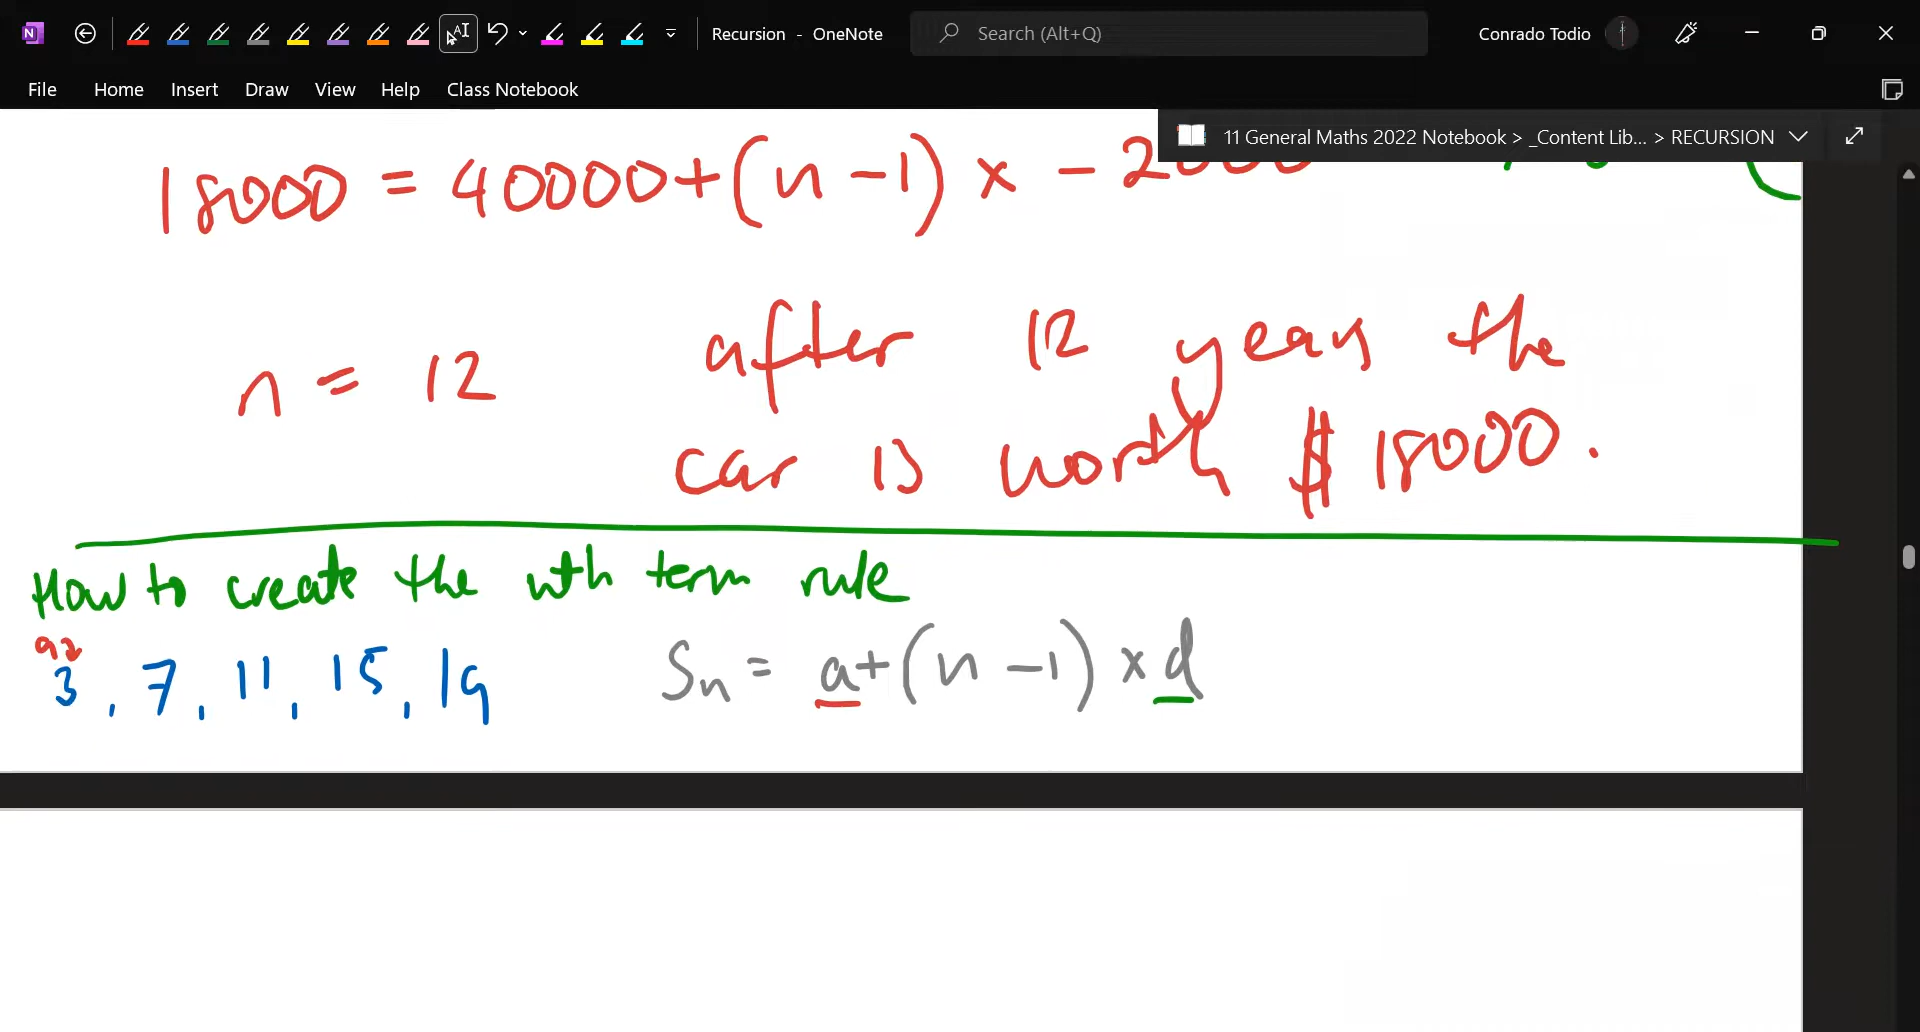 Recursion - OneNote
Search (Alt+Q)
Conrado Todio
File Home Insert Draw View Help Class Notebook
11 General Maths 2022 Notebook > _Content Lib... > RECURSION
18000 = 40000+(n-1) x - 2000
n = 12
after 12 years the
car is worth $18000.
How to create the nth term rule
a=
3, 7, 11, 15, 19
Sn = a+(n-1) x d